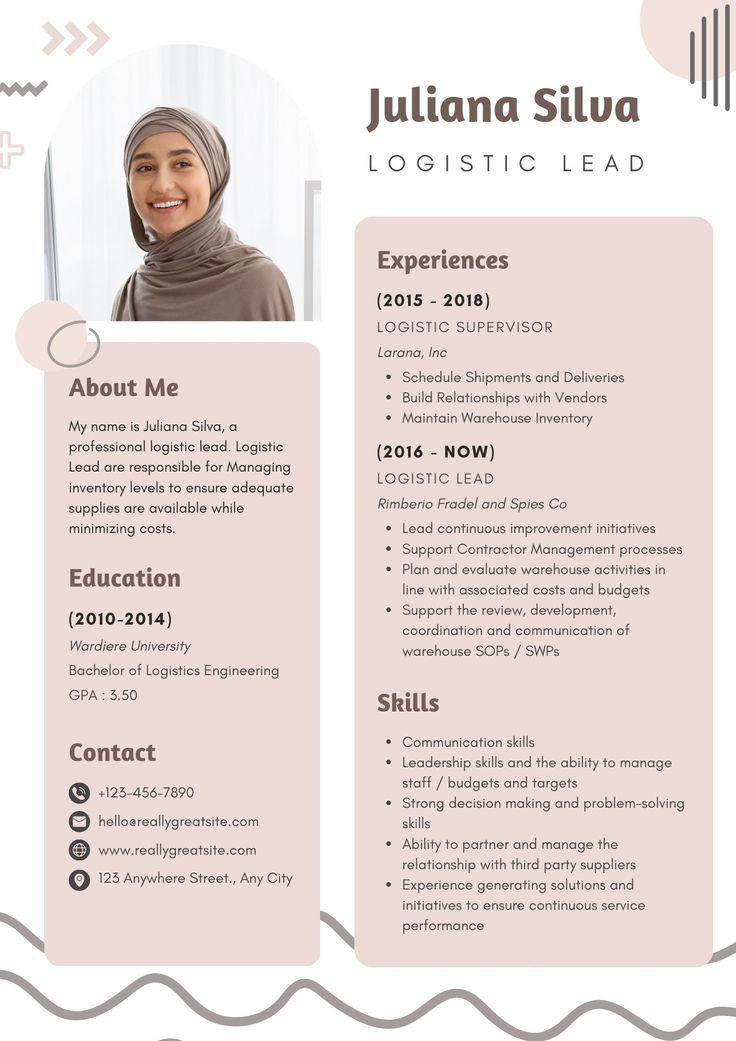 Juliana Silva
LOGISTIC LEAD
About Me
My name is Juliana Silva, a
professional logistic lead. Logistic
Lead are responsible for Managing
inventory levels to ensure adequate
supplies are available while
minimizing costs.
Education
(2010-2014)
Wardiere University
Bachelor of Logistics Engineering
GPA : 3.50
Contact
+123-456-7890
hello@reallygreatsite.com
www.reallygreatsite.com
123 Anywhere Street., Any City
Experiences
(2015 - 2018)
LOGISTIC SUPERVISOR
Larana, Inc
• Schedule Shipments and Deliveries
• Build Relationships with Vendors
• Maintain Warehouse Inventory
(2016 - NOW)
LOGISTIC LEAD
Rimberio Fradel and Spies Co
• Lead continuous improvement initiatives
• Support Contractor Management processes
• Plan and evaluate warehouse activities in
line with associated costs and budgets
• Support the review, development,
coordination and communication of
warehouse SOPs / SWPs
Skills
• Communication skills
• Leadership skills and the ability to manage
staff / budgets and targets
• Strong decision making and problem-solving
skills
• Ability to partner and manage the
relationship with third party suppliers
• Experience generating solutions and
initiatives to ensure continuous service
performance